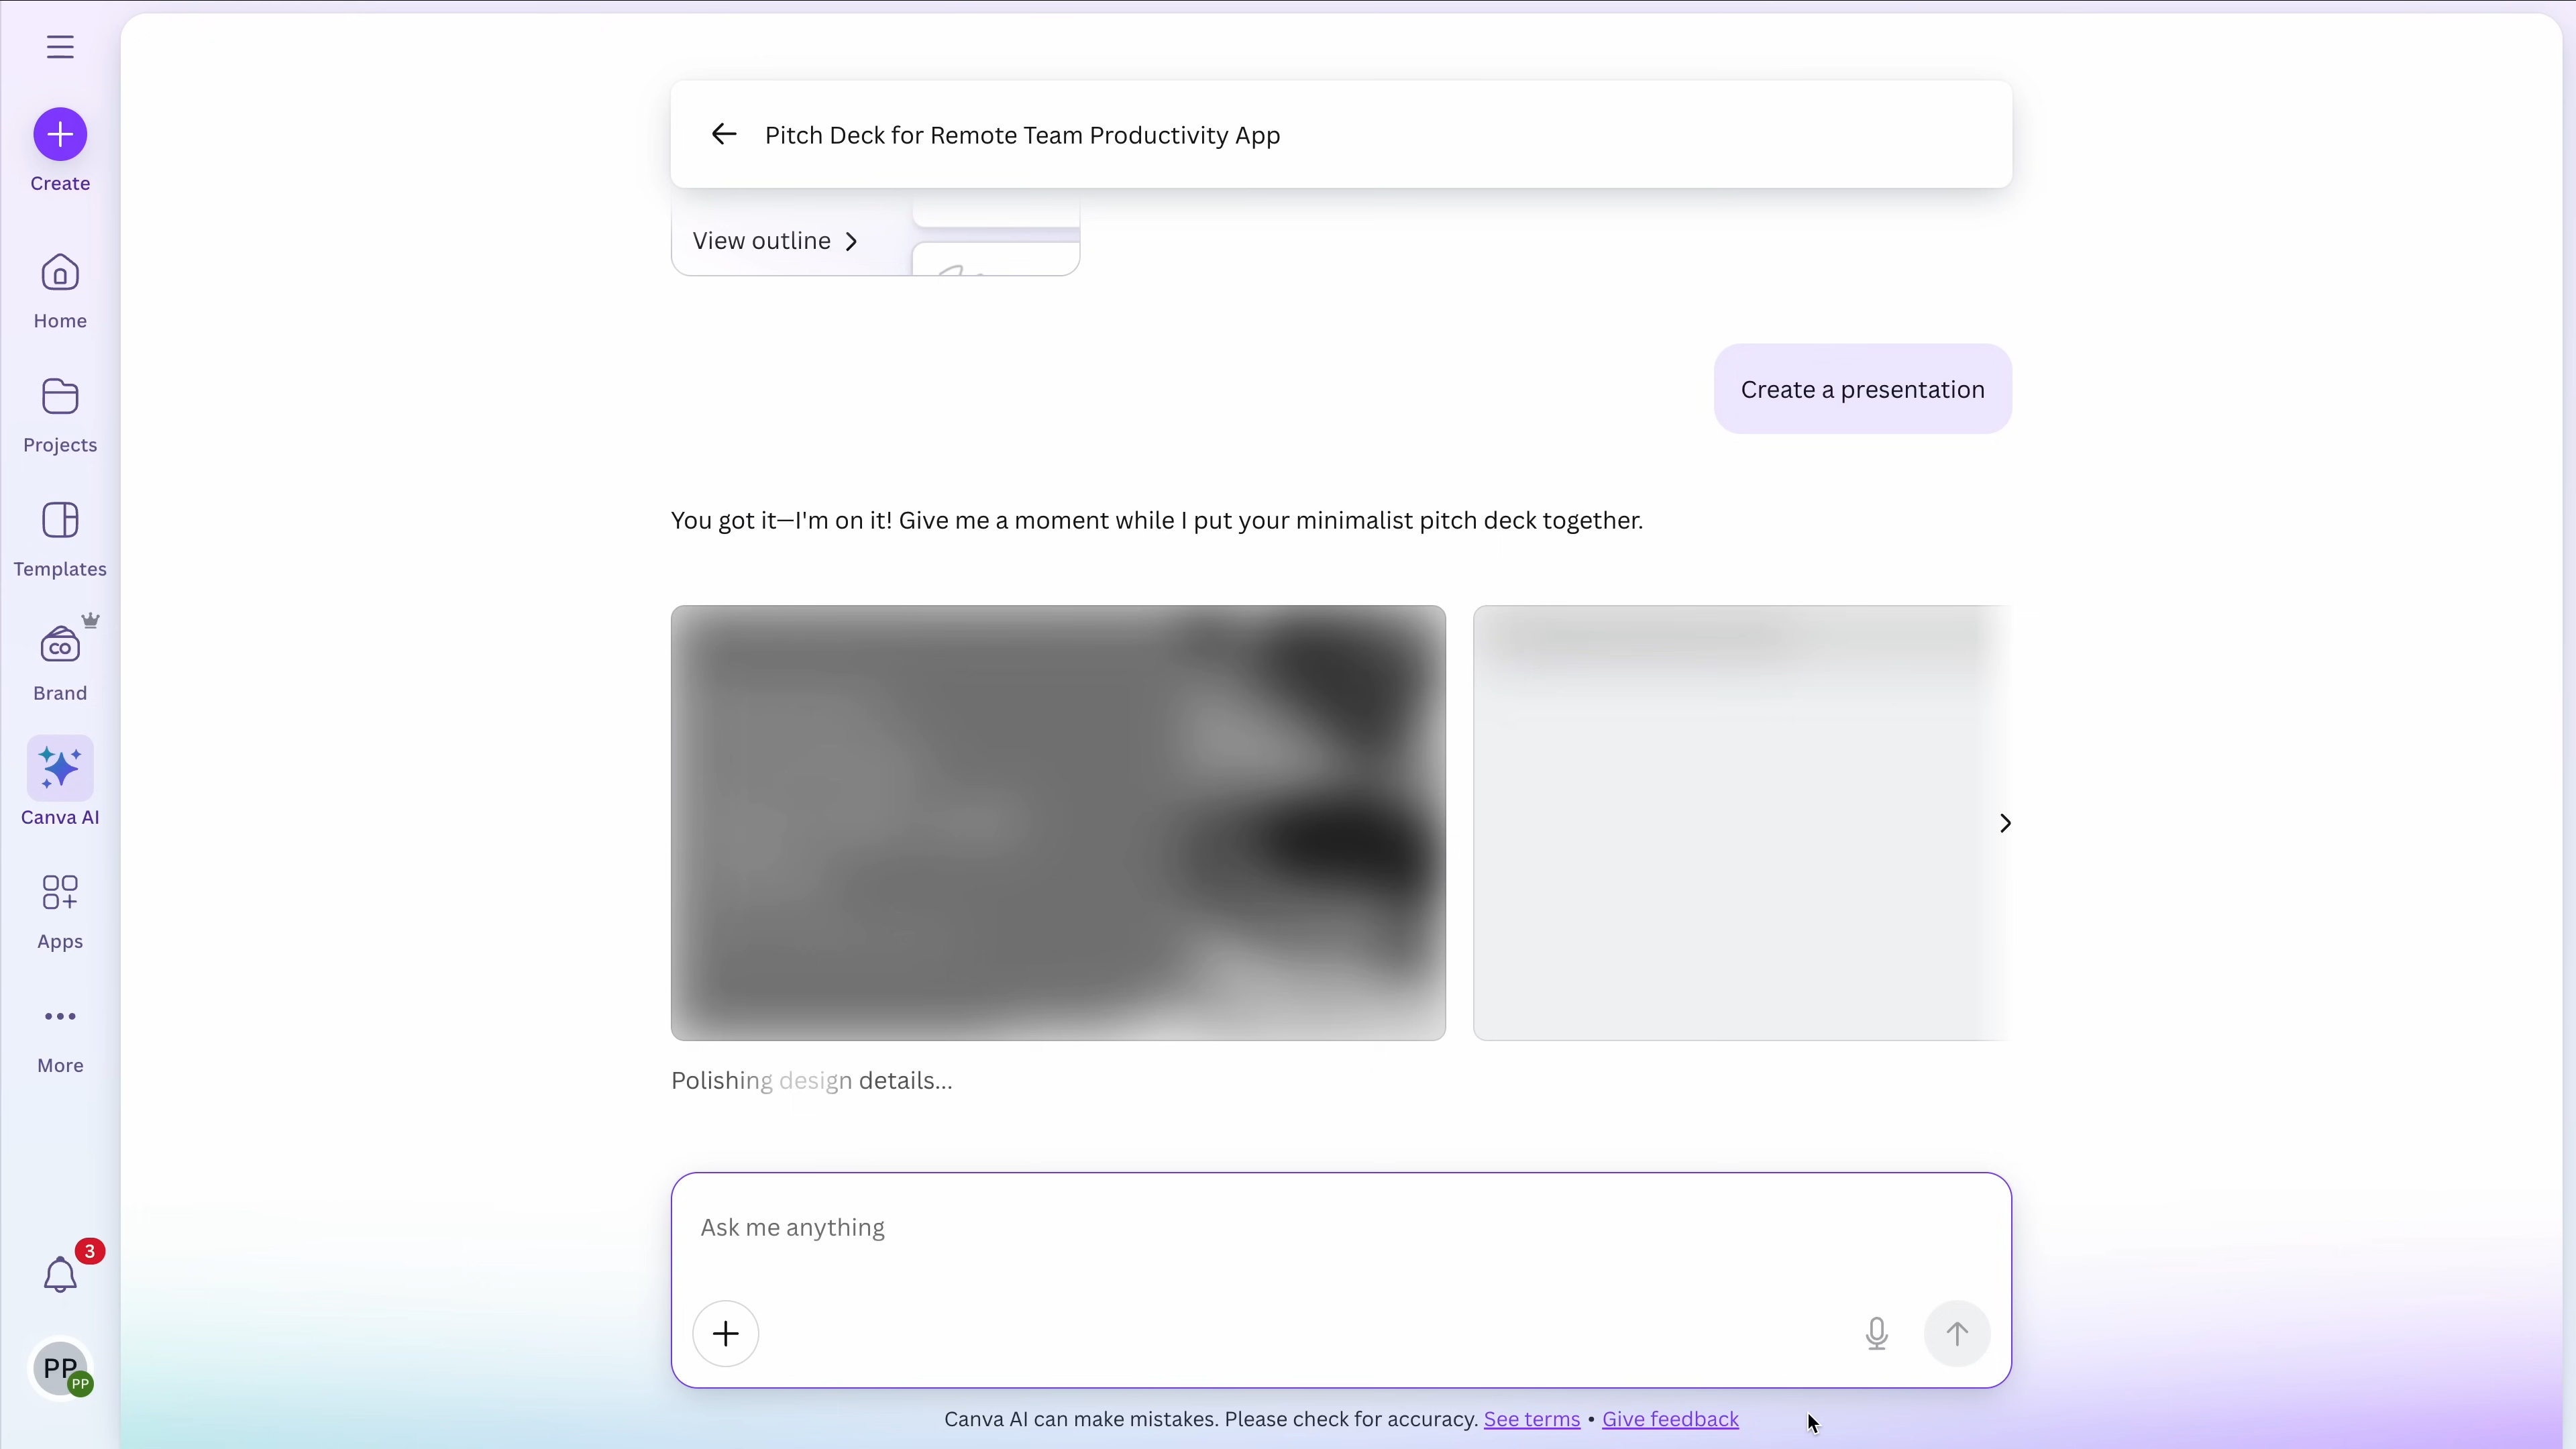 Create
Home
Projects
Templates
CO
Brand
Canva AI
Apps
More
3
PP
PP
Pitch Deck for Remote Team Productivity App
View outline
Create a presentation
You got it—I'm on it! Give me a moment while I put your minimalist pitch deck together.
Polishing design details...
Ask me anything
Canva AI can make mistakes. Please check for accuracy. See terms • Give feedback